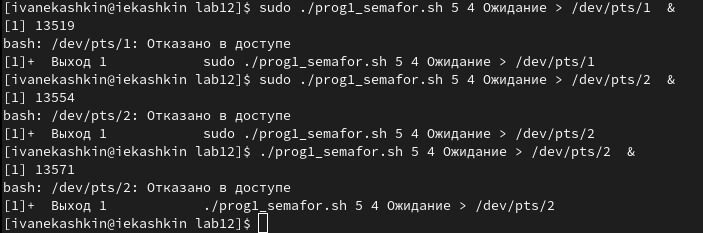 [ivanekashkin@iekashkin lab12]$ sudo ./prog1_semafor.sh 5 4 Ожидание > /dev/pts/1  &
[1] 13519
bash: /dev/pts/1: Отказано в доступе
[1]+  Выход 1            sudo ./prog1_semafor.sh 5 4 Ожидание > /dev/pts/1
[ivanekashkin@iekashkin lab12]$ sudo ./prog1_semafor.sh 5 4 Ожидание > /dev/pts/2  &
[1] 13554
bash: /dev/pts/2: Отказано в доступе
[1]+  Выход 1            sudo ./prog1_semafor.sh 5 4 Ожидание > /dev/pts/2
[ivanekashkin@iekashkin lab12]$ ./prog1_semafor.sh 5 4 Ожидание > /dev/pts/2  &
[1] 13571
bash: /dev/pts/2: Отказано в доступе
[1]+  Выход 1            ./prog1_semafor.sh 5 4 Ожидание > /dev/pts/2
[ivanekashkin@iekashkin lab12]$